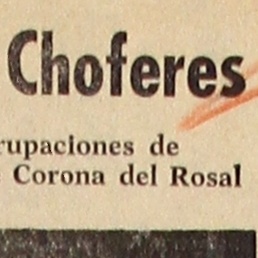 Choferes
rupaciones de
Corona del Rosal